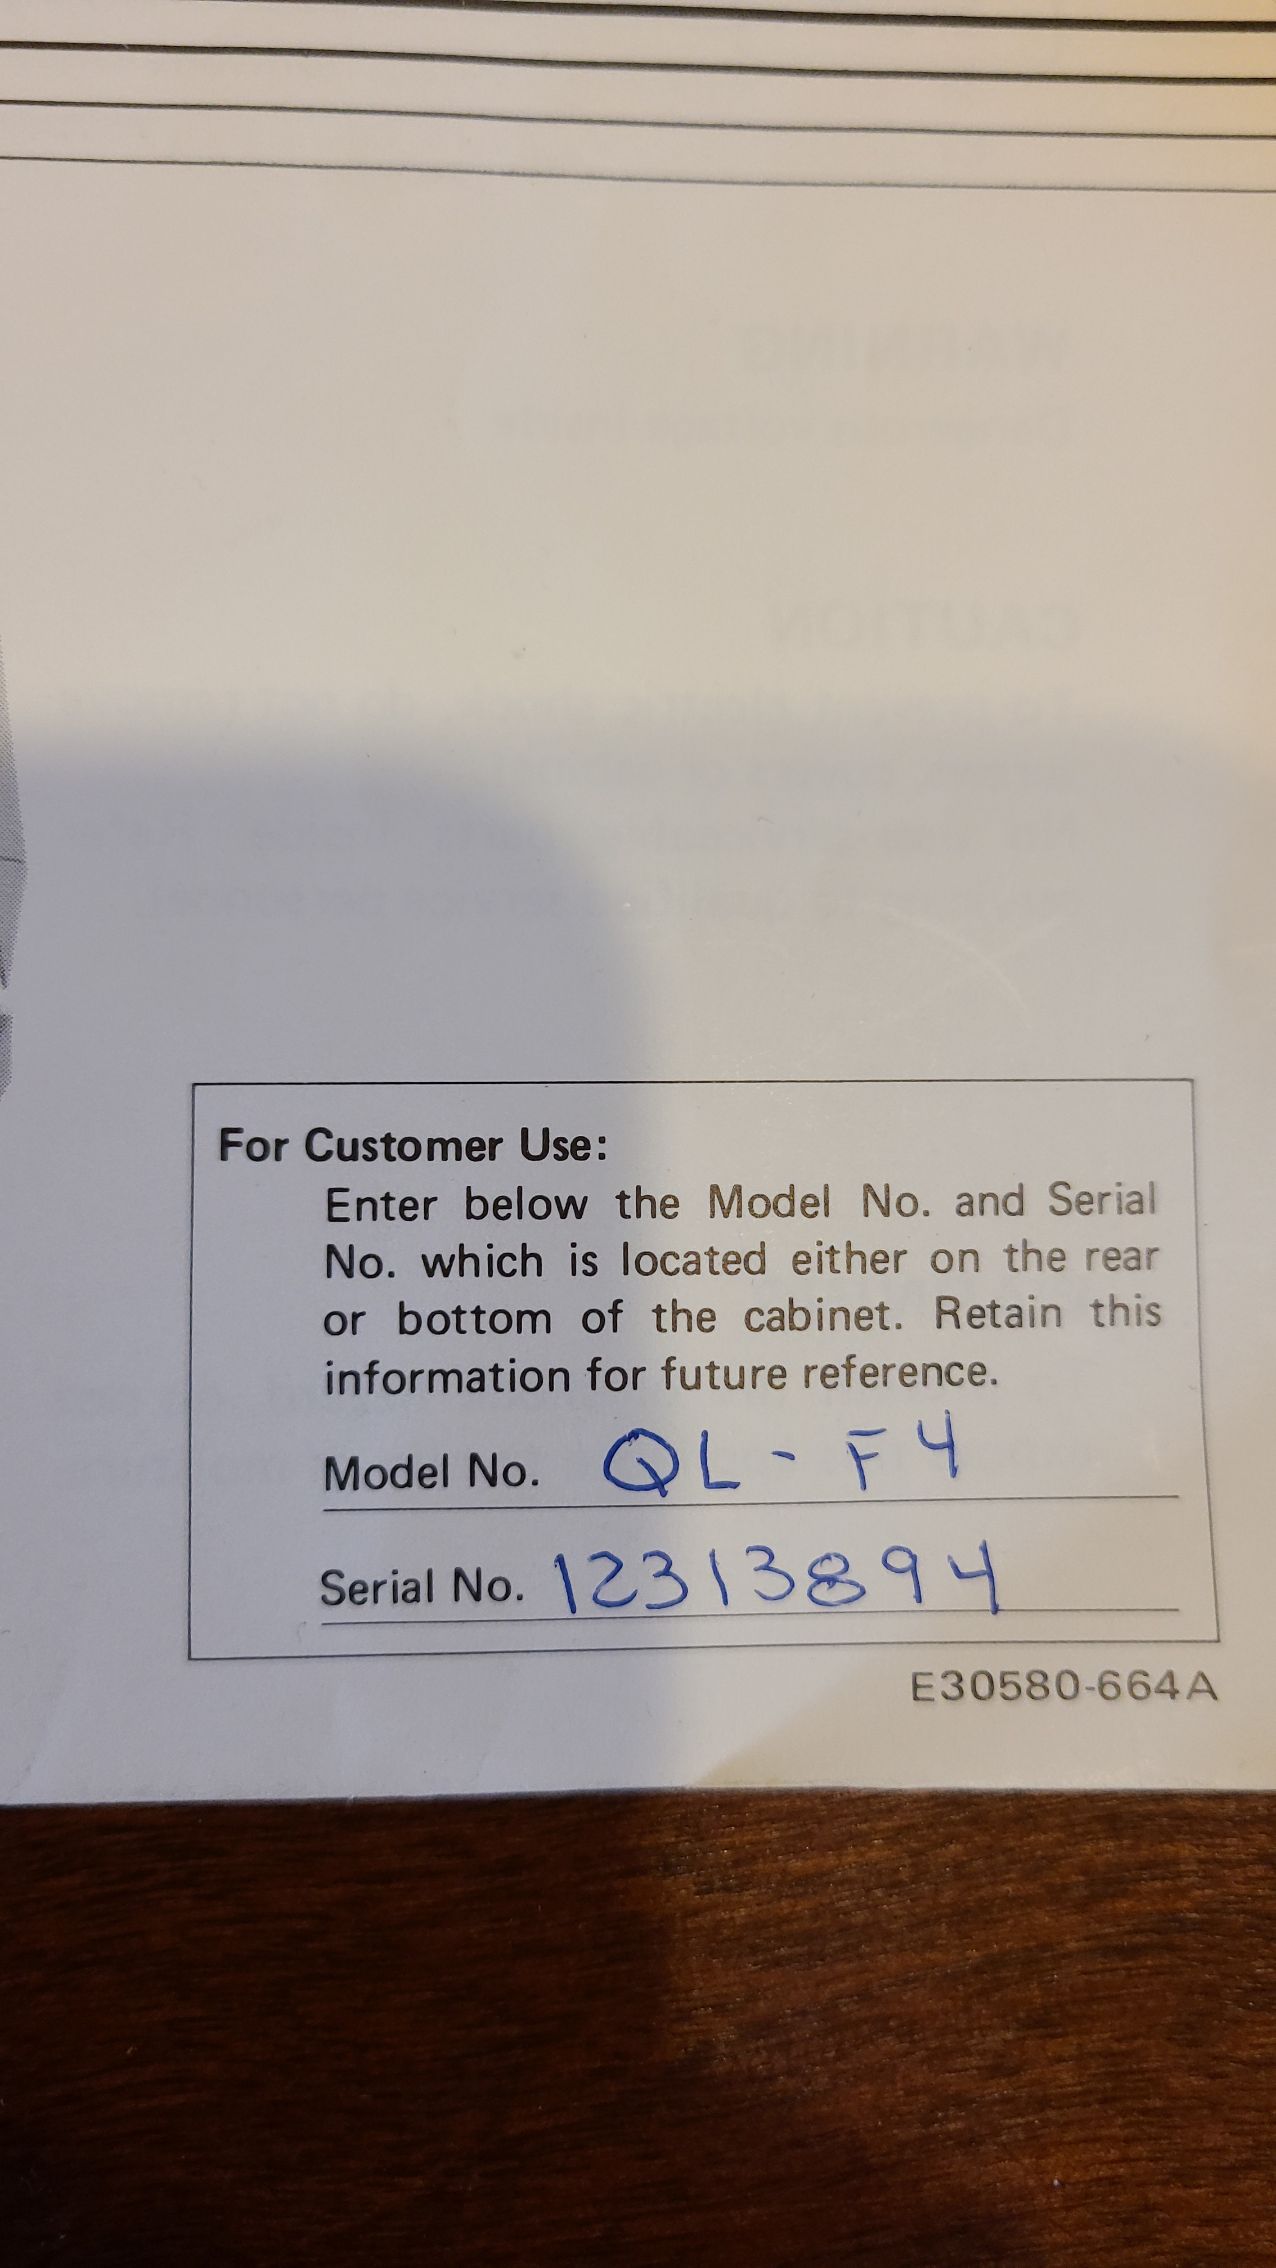 For Customer Use:
Enter below the Model No. and Serial
No. which is located either on the rear
or bottom of the cabinet. Retain this
information for future reference.
Model No. QL - F4
Serial No. 12313894
E30580-664A